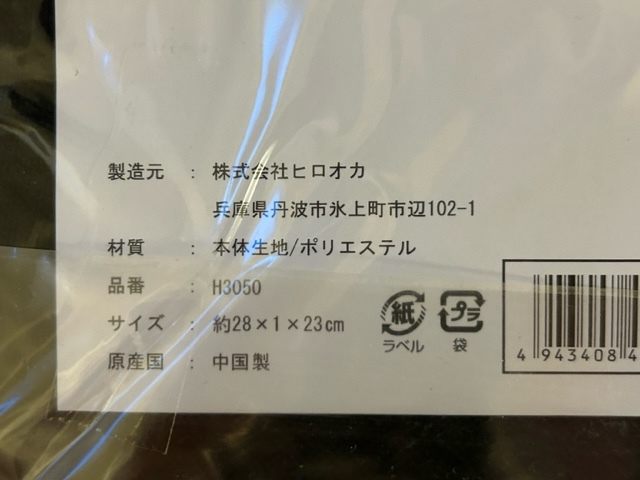 製造元 : 株式会社ヒロオカ
兵庫県丹波市氷上町市辺102-1
材質 : 本体生地/ポリエステル
品番 : H3050
サイズ : 約28×1×23cm
原産国 : 中国製
紙
ラベル
プラ
袋
4 943408 4